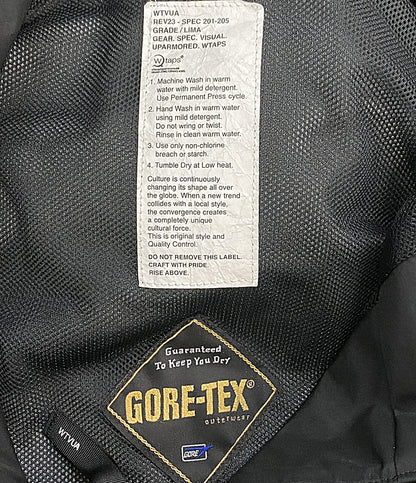 WTVUA
REV23 - SPEC 201-205
GRADE / LIMA
GEAR. SPEC. VISUAL.
UPARMORED. WTAPS
W)taps®
1. Machine Wash in warm
water with mild detergent.
Use Permanent Press cycle.
2. Hand Wash in warm water
using mild detergent.
Do not wring or twist.
Rinse in clean warm water.
3. Use only non-chlorine
breach or starch.
4. Tumble Dry at Low heat.
Culture is continuously
changing its shape all over
the globe. When a new trend
collides with a local style,
the convergence creates
a completely unique
cultural force.
This is original style and
Quality Control.
DO NOT REMOVE THIS LABEL.
CRAFT WITH PRIDE.
RISE ABOVE.
Guaranteed
To Keep You Dry
GORE-TEX®
outerwear
GORE
WTVUA